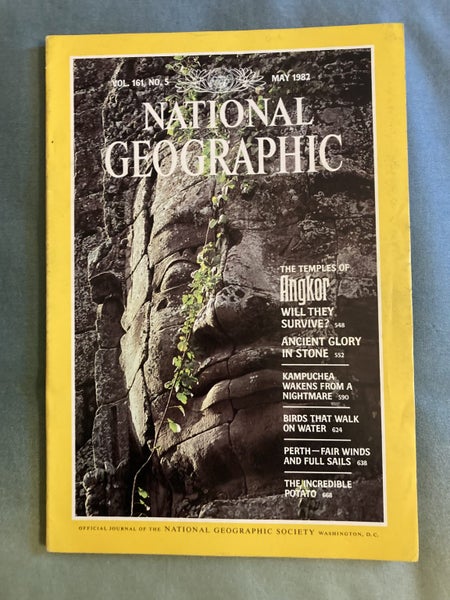 VOL. 161, NO. 5 MAY 1982
NATIONAL
GEOGRAPHIC
THE TEMPLES OF
Angkor
WILL THEY
SURVIVE? 548
ANCIENT GLORY
IN STONE 552
KAMPUCHEA
WAKENS FROM A
NIGHTMARE 590
BIRDS THAT WALK
ON WATER 624
PERTH—FAIR WINDS
AND FULL SAILS 638
THE INCREDIBLE
POTATO 668
OFFICIAL JOURNAL OF THE NATIONAL GEOGRAPHIC SOCIETY WASHINGTON, D.C.